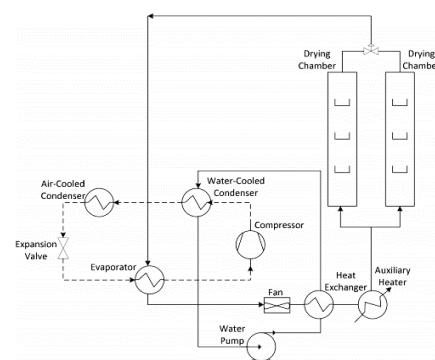 Drying
Chamber
Drying
Chamber
Air-Cooled
Condenser
Water-Cooled
Condenser
Compressor
Expansion
Valve
Evaporator
Fan
Heat
Exchanger
Auxiliary
Heater
Water
Pump